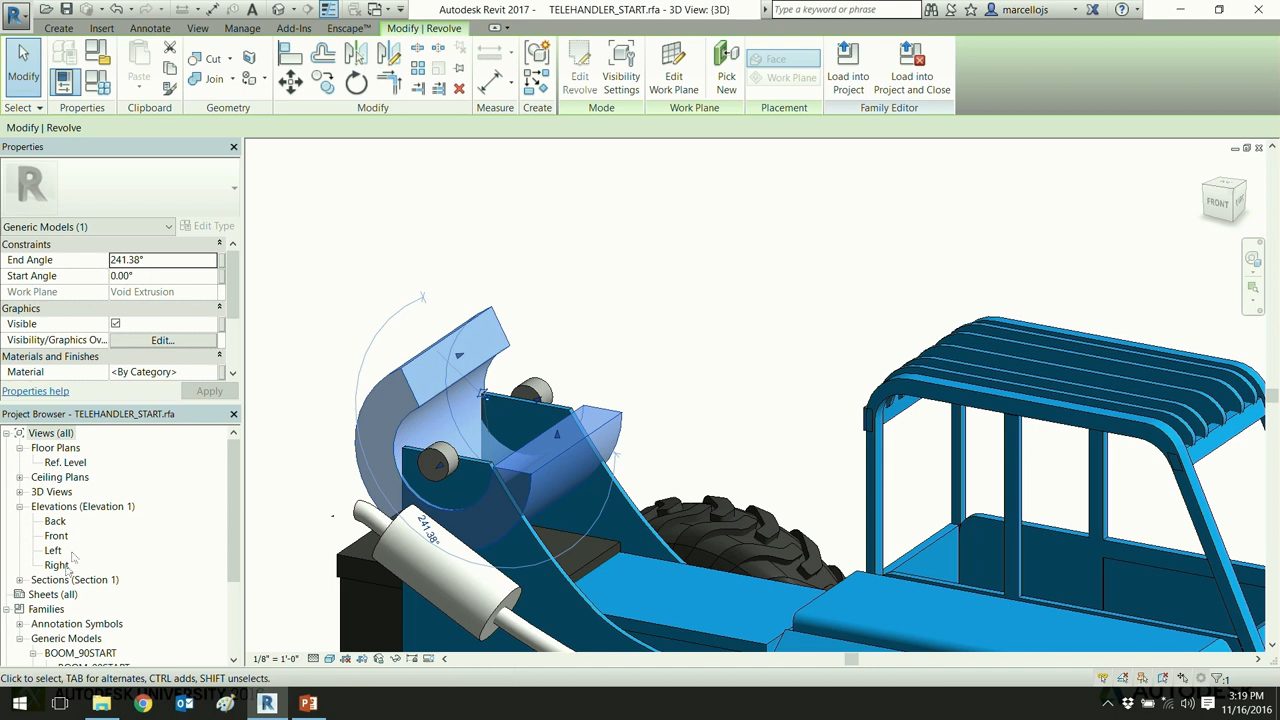 Autodesk Revit 2017 - TELEHANDLER_START.rfa - 3D View: {3D}
Type a keyword or phrase
marcellojs
Create Insert Annotate View Manage Add-Ins Enscape™ Modify | Revolve
Modify
Paste
Cut
Join
Edit Revolve
Visibility Settings
Edit Work Plane
Pick New
Face
Work Plane
Load into Project
Load into Project and Close
Select Properties Clipboard Geometry Modify Measure Create Mode Work Plane Placement Family Editor
Modify | Revolve
Properties
R
Generic Models (1)
Edit Type
Constraints
End Angle 241.38°
Start Angle 0.00°
Work Plane Void Extrusion
Graphics
Visible
Visibility/Graphics Ov... Edit...
Materials and Finishes
Material <By Category>
Properties help Apply
Project Browser - TELEHANDLER_START.rfa
Views (all)
Floor Plans
Ref. Level
Ceiling Plans
3D Views
Elevations (Elevation 1)
Back
Front
Left
Right
Sections (Section 1)
Sheets (all)
Families
Annotation Symbols
Generic Models
BOOM_90START
BOOM_90START
FRONT
241.38°
1/8" = 1'-0"
Click to select, TAB for alternates, CTRL adds, SHIFT unselects.
:1
AUTODESK UNIVERSITY 2016
3:19 PM
11/16/2016